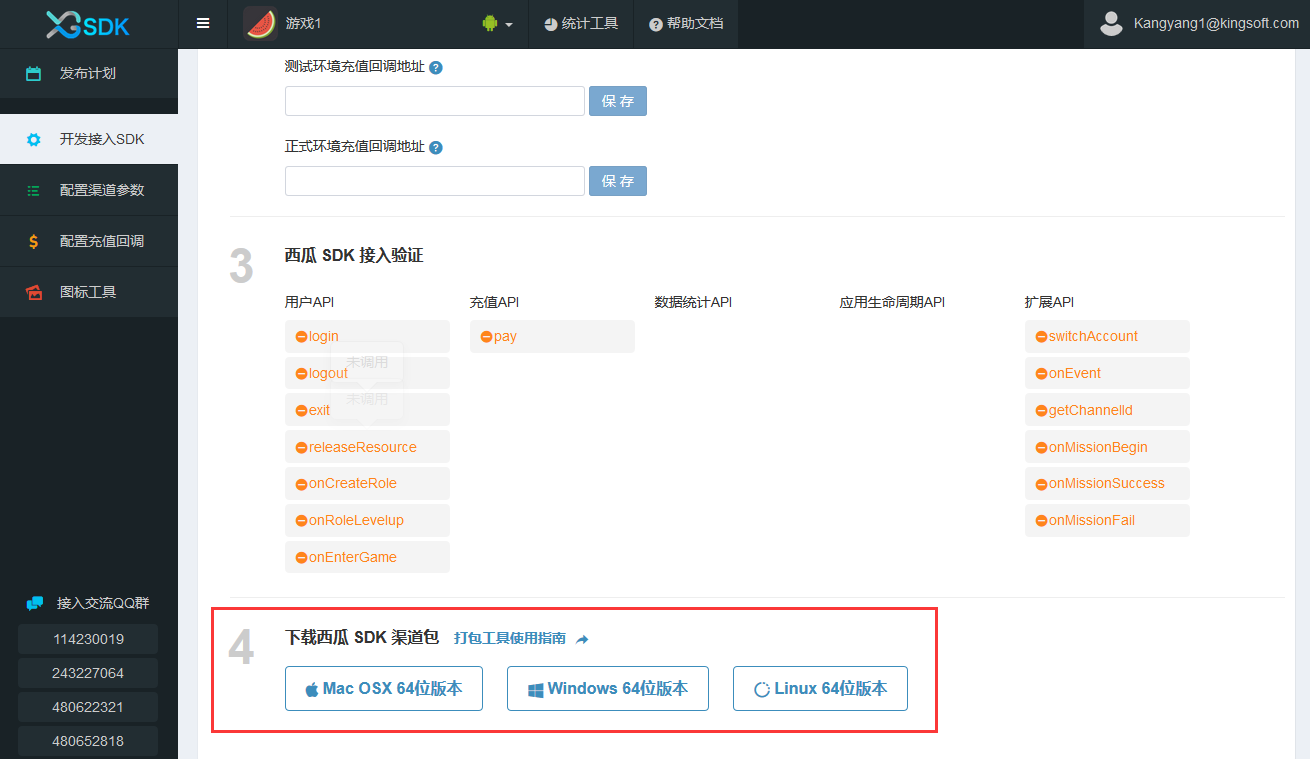 XGSDK
游戏1
统计工具
帮助文档
Kangyang1@kingsoft.com
发布计划
开发接入SDK
配置渠道参数
配置充值回调
图标工具
接入交流QQ群
114230019
243227064
480622321
480652818
测试环境充值回调地址
保 存
正式环境充值回调地址
保 存
3
西瓜 SDK 接入验证
用户API
login
logout
exit
releaseResource
onCreateRole
onRoleLevelup
onEnterGame
未调用
未调用
充值API
pay
数据统计API
应用生命周期API
扩展API
switchAccount
onEvent
getChannelId
onMissionBegin
onMissionSuccess
onMissionFail
4
下载西瓜 SDK 渠道包 打包工具使用指南
Mac OSX 64位版本
Windows 64位版本
Linux 64位版本